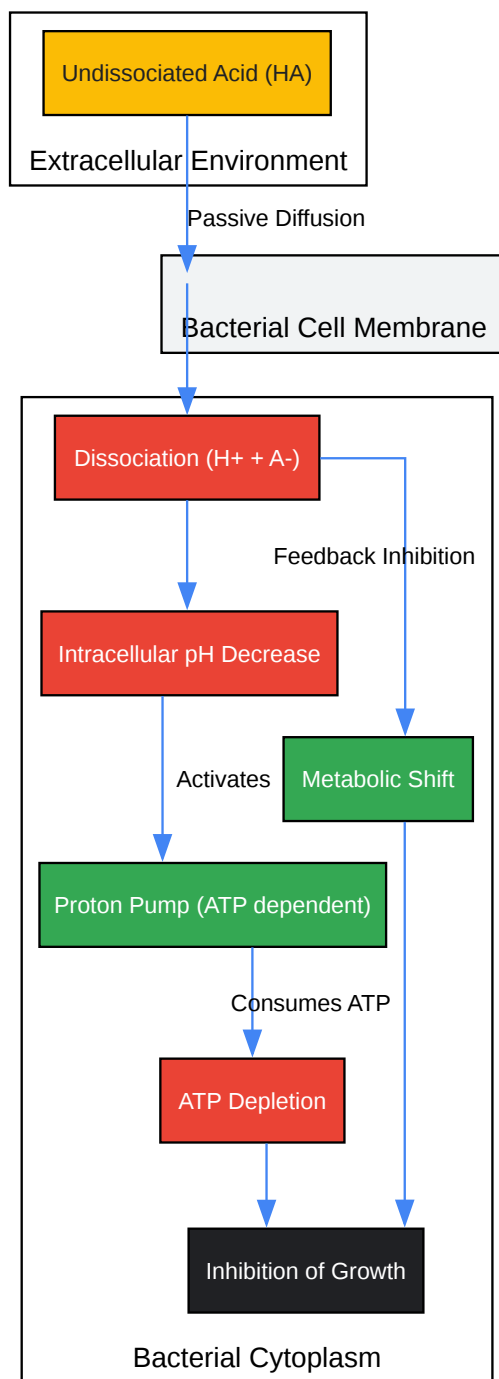 Undissociated Acid (HA)
Extracellular Environment
Passive Diffusion
Bacterial Cell Membrane
Dissociation (H+ + A-)
Feedback Inhibition
Intracellular pH Decrease
Activates
Metabolic Shift
Proton Pump (ATP dependent)
Consumes ATP
ATP Depletion
Inhibition of Growth
Bacterial Cytoplasm